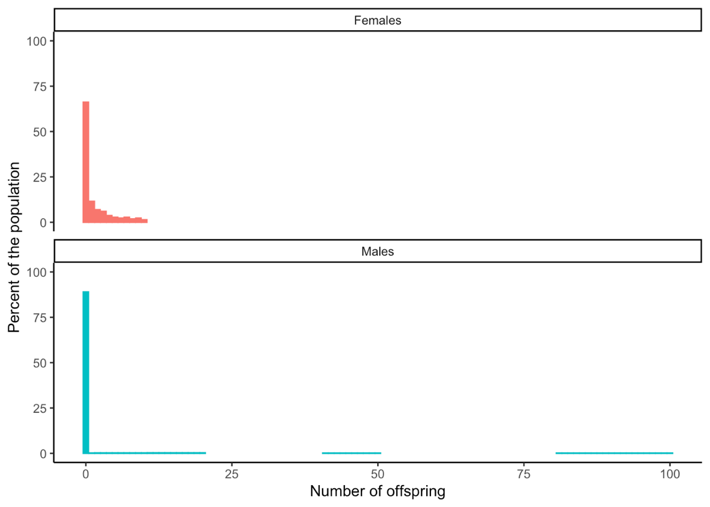 Females
100
75
50
25
0
Percent of the population
Males
100
75
50
25
0
0 25 50 75 100
Number of offspring